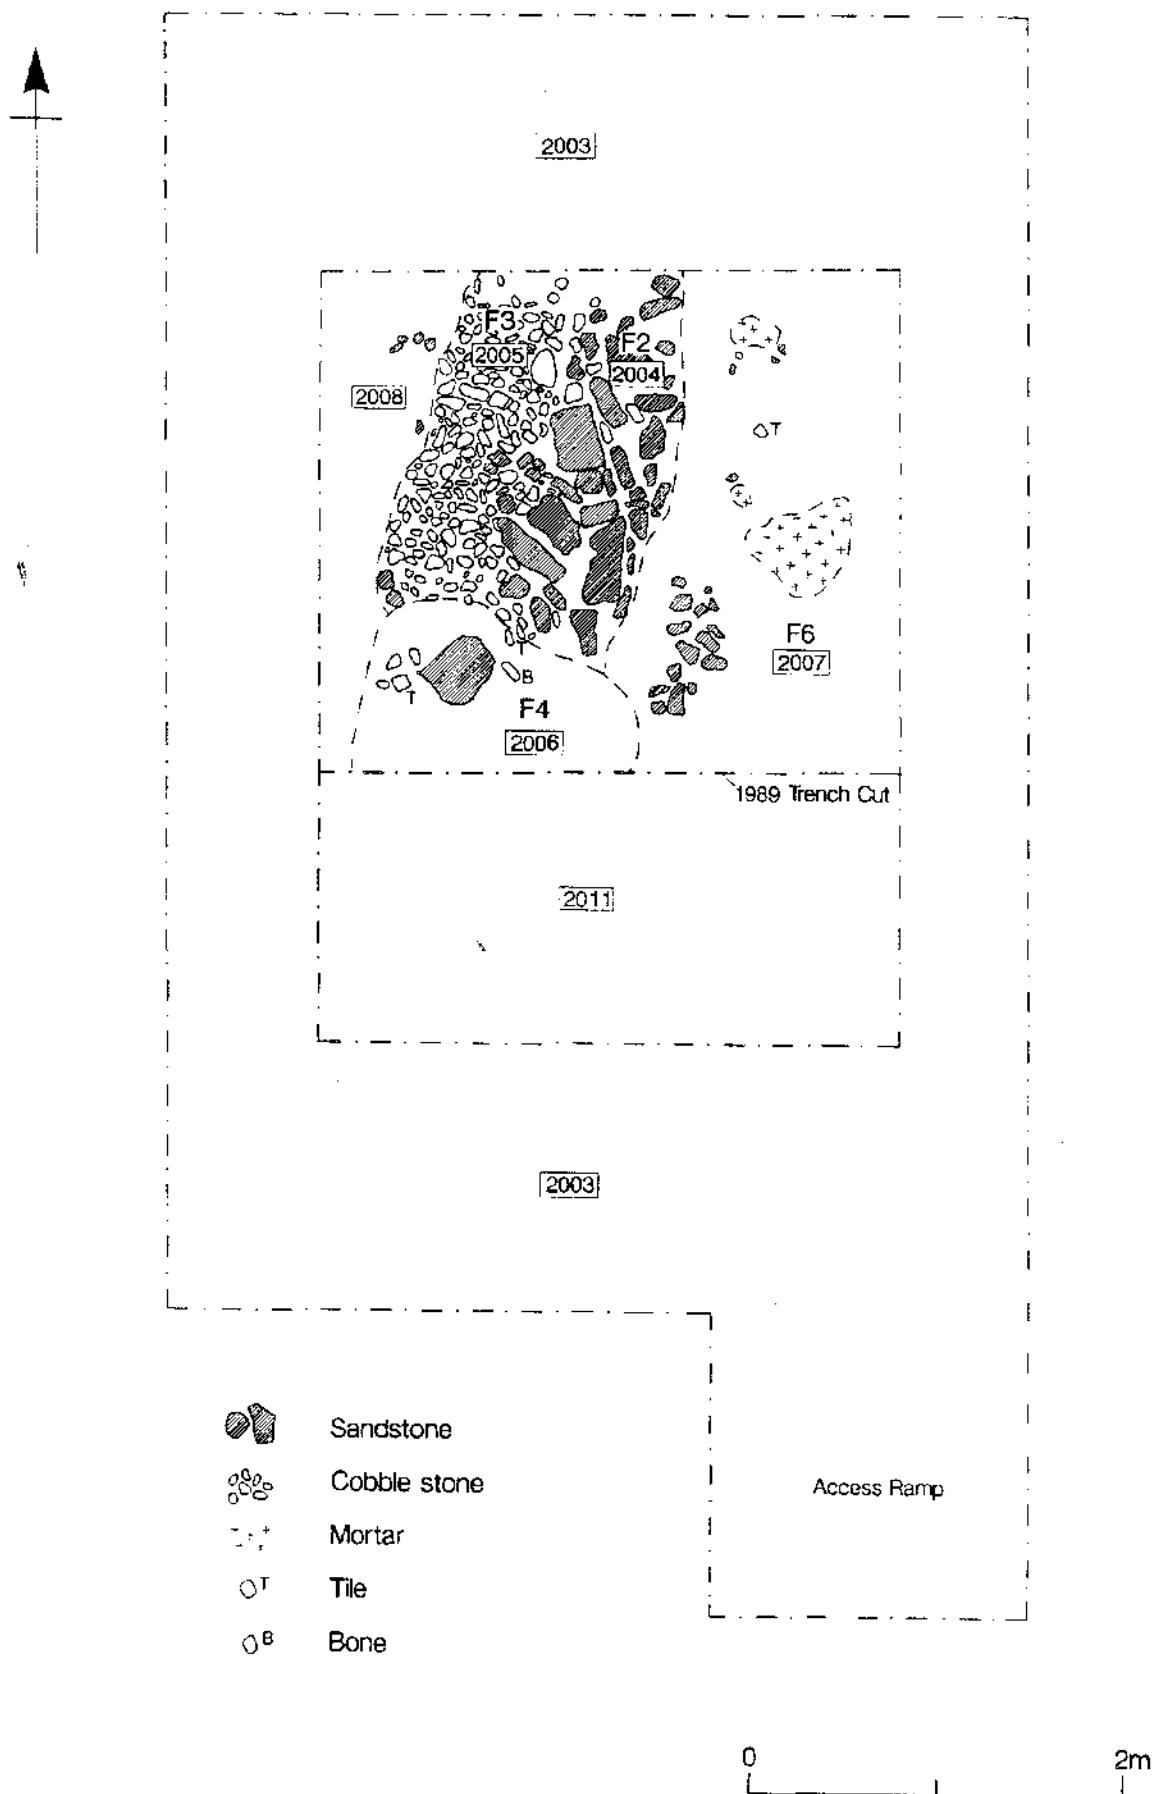 2003
F3
2005
F2
2004
2008
T
T
B
T
F6
2007
F4
2006
1989 Trench Cut
2011
2003
Sandstone
Cobble stone
Mortar
T Tile
B Bone
Access Ramp
0 2m